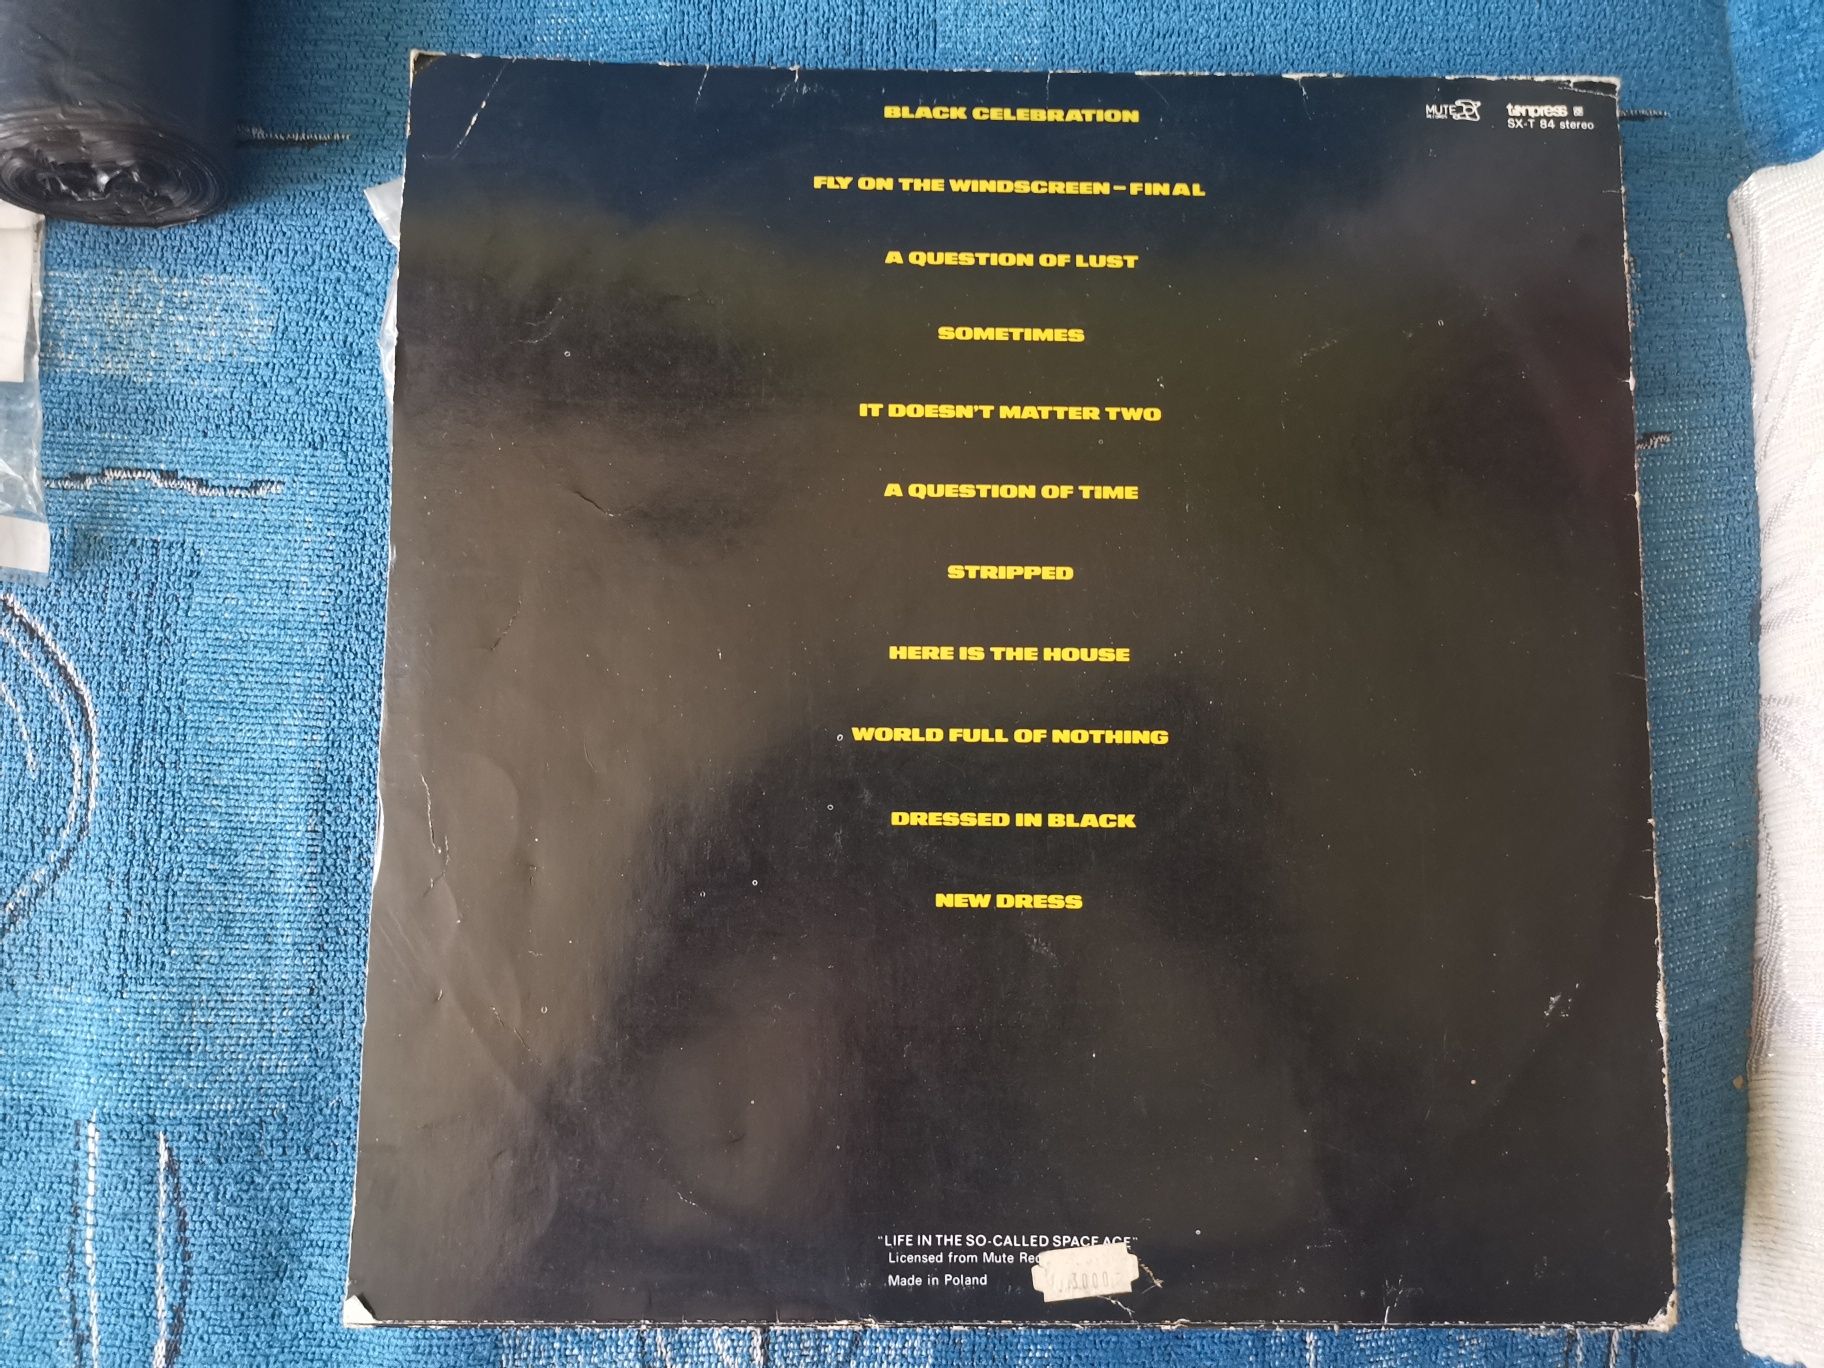 BLACK CELEBRATION
MUTE
tonpress
SX-T 84 stereo
FLY ON THE WINDSCREEN – FINAL
A QUESTION OF LUST
SOMETIMES
IT DOESN'T MATTER TWO
A QUESTION OF TIME
STRIPPED
HERE IS THE HOUSE
WORLD FULL OF NOTHING
DRESSED IN BLACK
NEW DRESS
"LIFE IN THE SO-CALLED SPACE AGE"
Licensed from Mute
Made in Poland